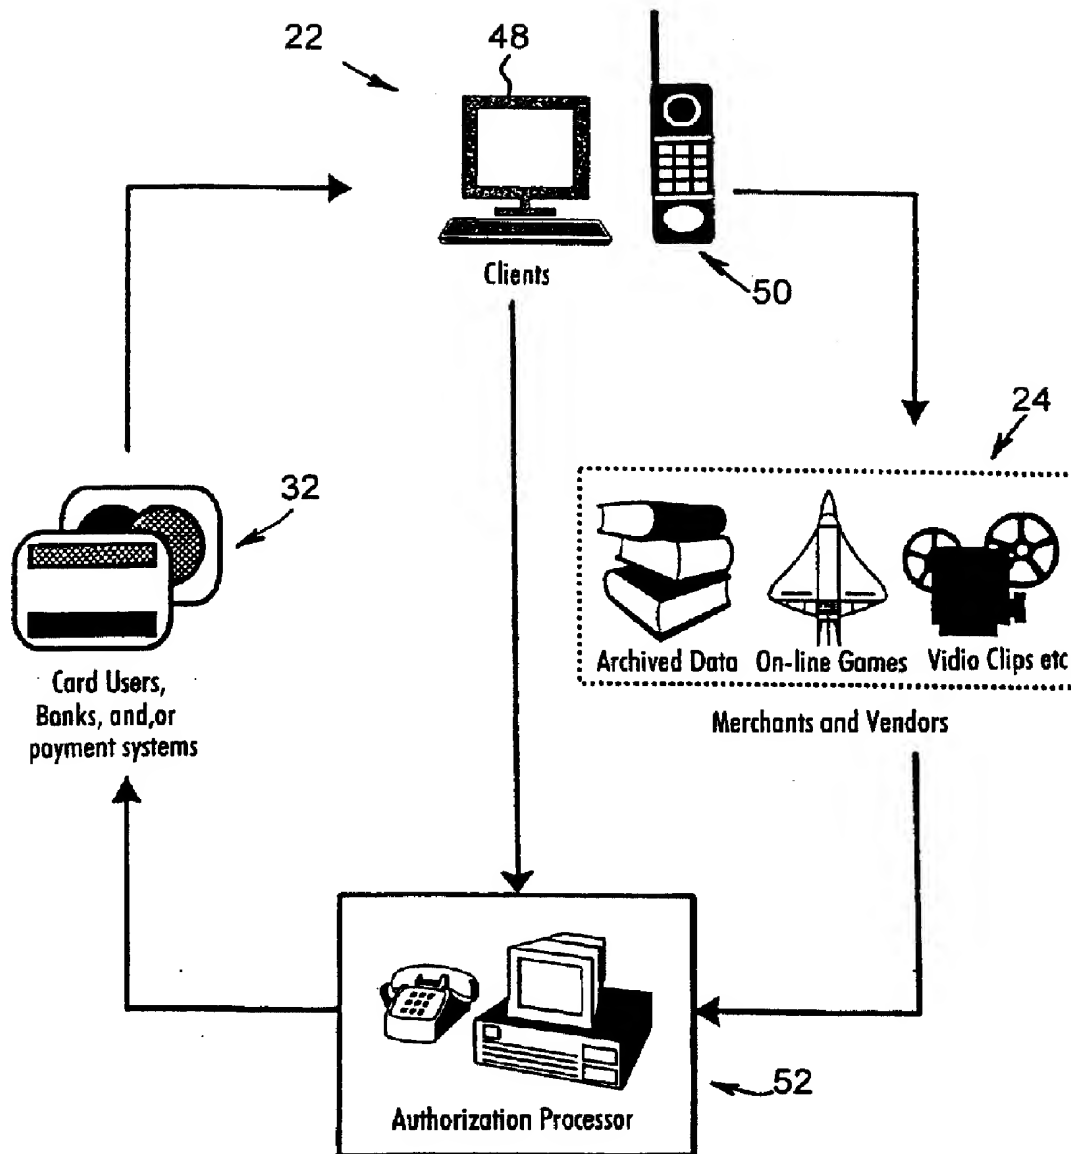 22
48
Clients
50
24
32
Archived Data On-line Games Vidio Clips etc
Card Users,
Banks, and,or
payment systems
Merchants and Vendors
Authorization Processor
52